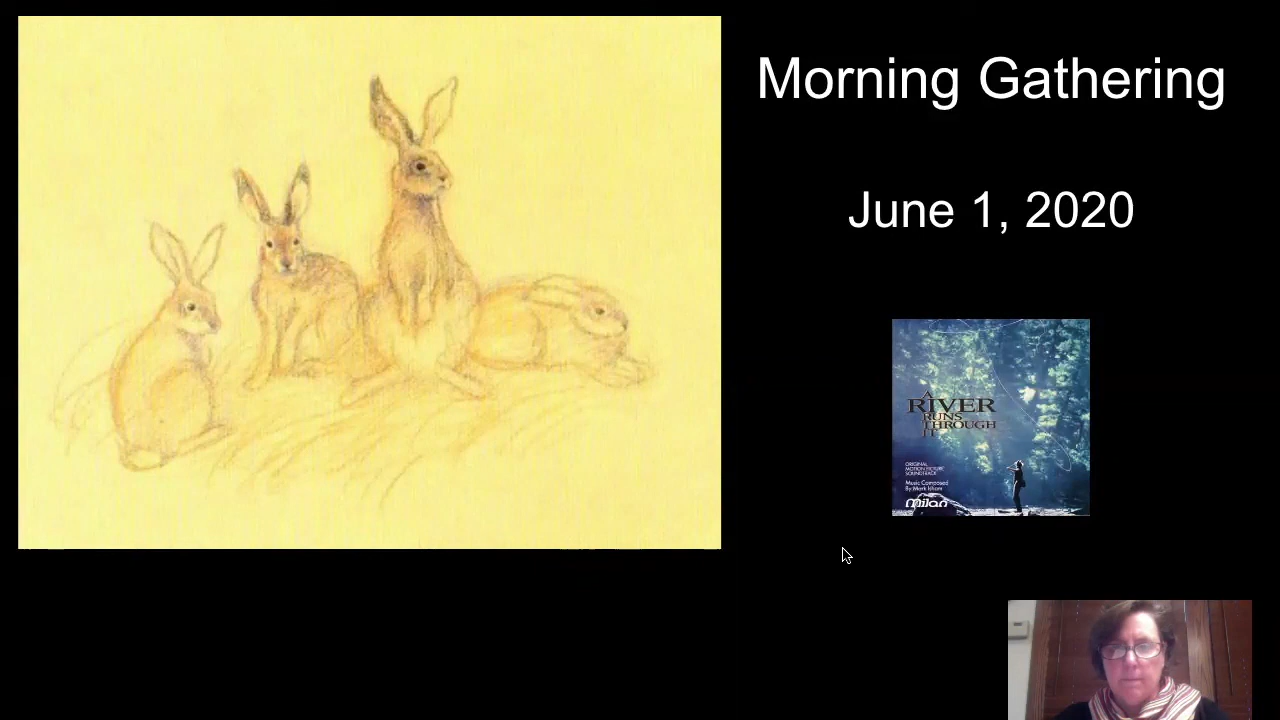 Morning Gathering
June 1, 2020
A
RIVER
RUNS
THROUGH
IT
ORIGINAL
MOTION PICTURE
SOUNDTRACK
Music Composed
By Mark Isham
milan